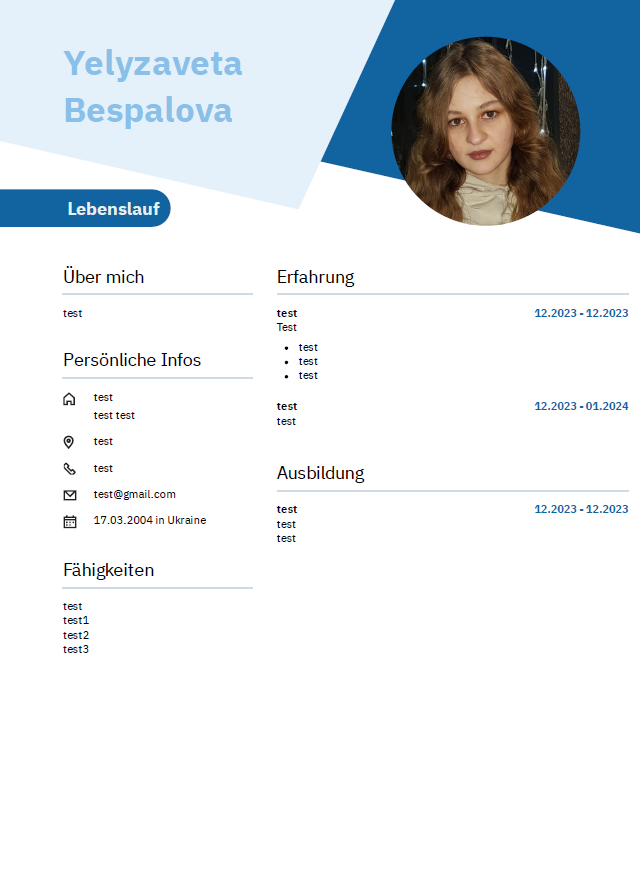 Yelyzaveta
Bespalova
Lebenslauf
Über mich
test
Persönliche Infos
test
test test
test
test
test@gmail.com
17.03.2004 in Ukraine
Fähigkeiten
test
test1
test2
test3
Erfahrung
test 12.2023 - 12.2023
Test
• test
• test
• test
test 12.2023 - 01.2024
test
Ausbildung
test 12.2023 - 12.2023
test
test